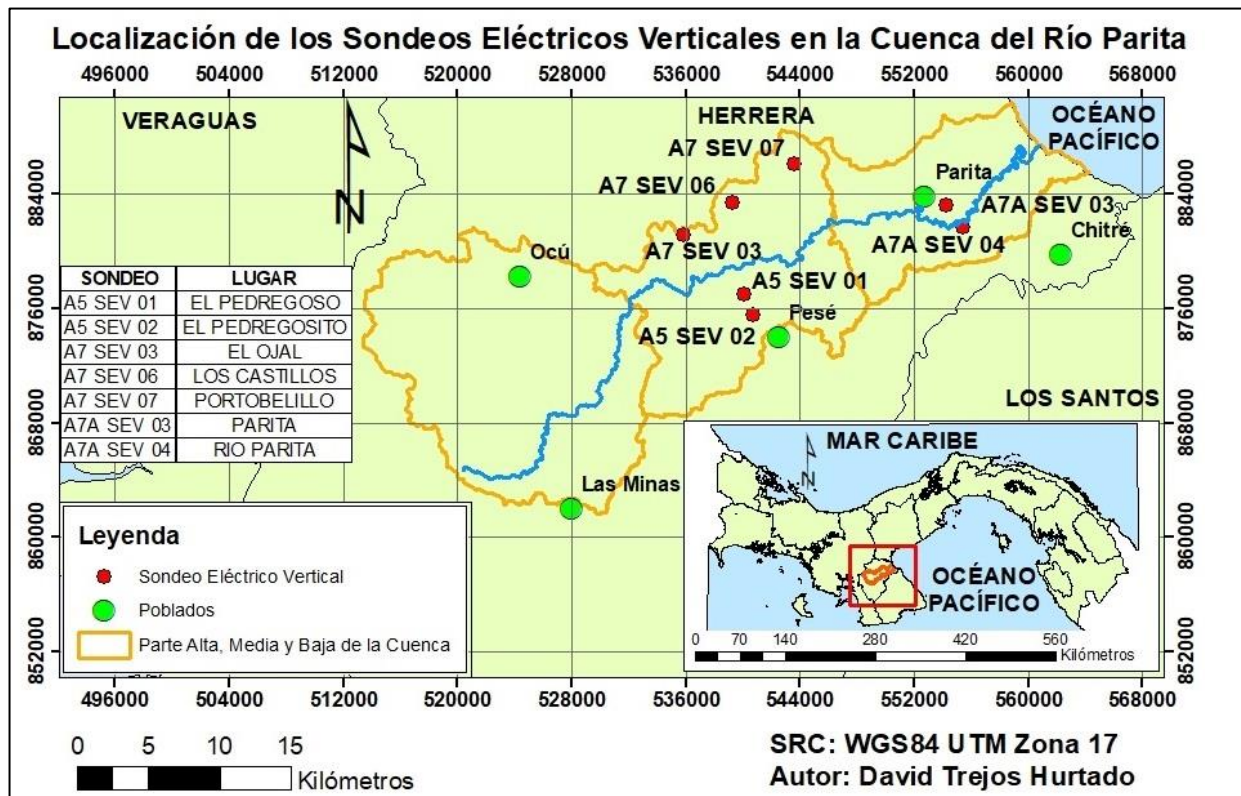 Localización de los Sondeos Eléctricos Verticales en la Cuenca del Río Parita
496000 504000 512000 520000 528000 536000 544000 552000 560000 568000
VERAGUAS
HERRERA
OCÉANO
PACÍFICO
N
A7 SEV 07
A7 SEV 06
A7 SEV 03
Parita
A7A SEV 03
A7A SEV 04
Chitré
Ocú
A5 SEV 01
A5 SEV 02
Pesé
Las Minas
LOS SANTOS
884000 884000
876000 876000
868000 868000
860000 860000
852000 852000
SONDEO LUGAR
A5 SEV 01 EL PEDREGOSO
A5 SEV 02 EL PEDREGOSITO
A7 SEV 03 EL OJAL
A7 SEV 06 LOS CASTILLOS
A7 SEV 07 PORTOBELILLO
A7A SEV 03 PARITA
A7A SEV 04 RIO PARITA
Leyenda
Sondeo Eléctrico Vertical
Poblados
Parte Alta, Media y Baja de la Cuenca
MAR CARIBE
N
OCÉANO
PACÍFICO
0 70 140 280 420 560
Kilómetros
496000 504000 512000 520000 528000 536000 544000 552000 560000 568000
0 5 10 15
Kilómetros
SRC: WGS84 UTM Zona 17
Autor: David Trejos Hurtado